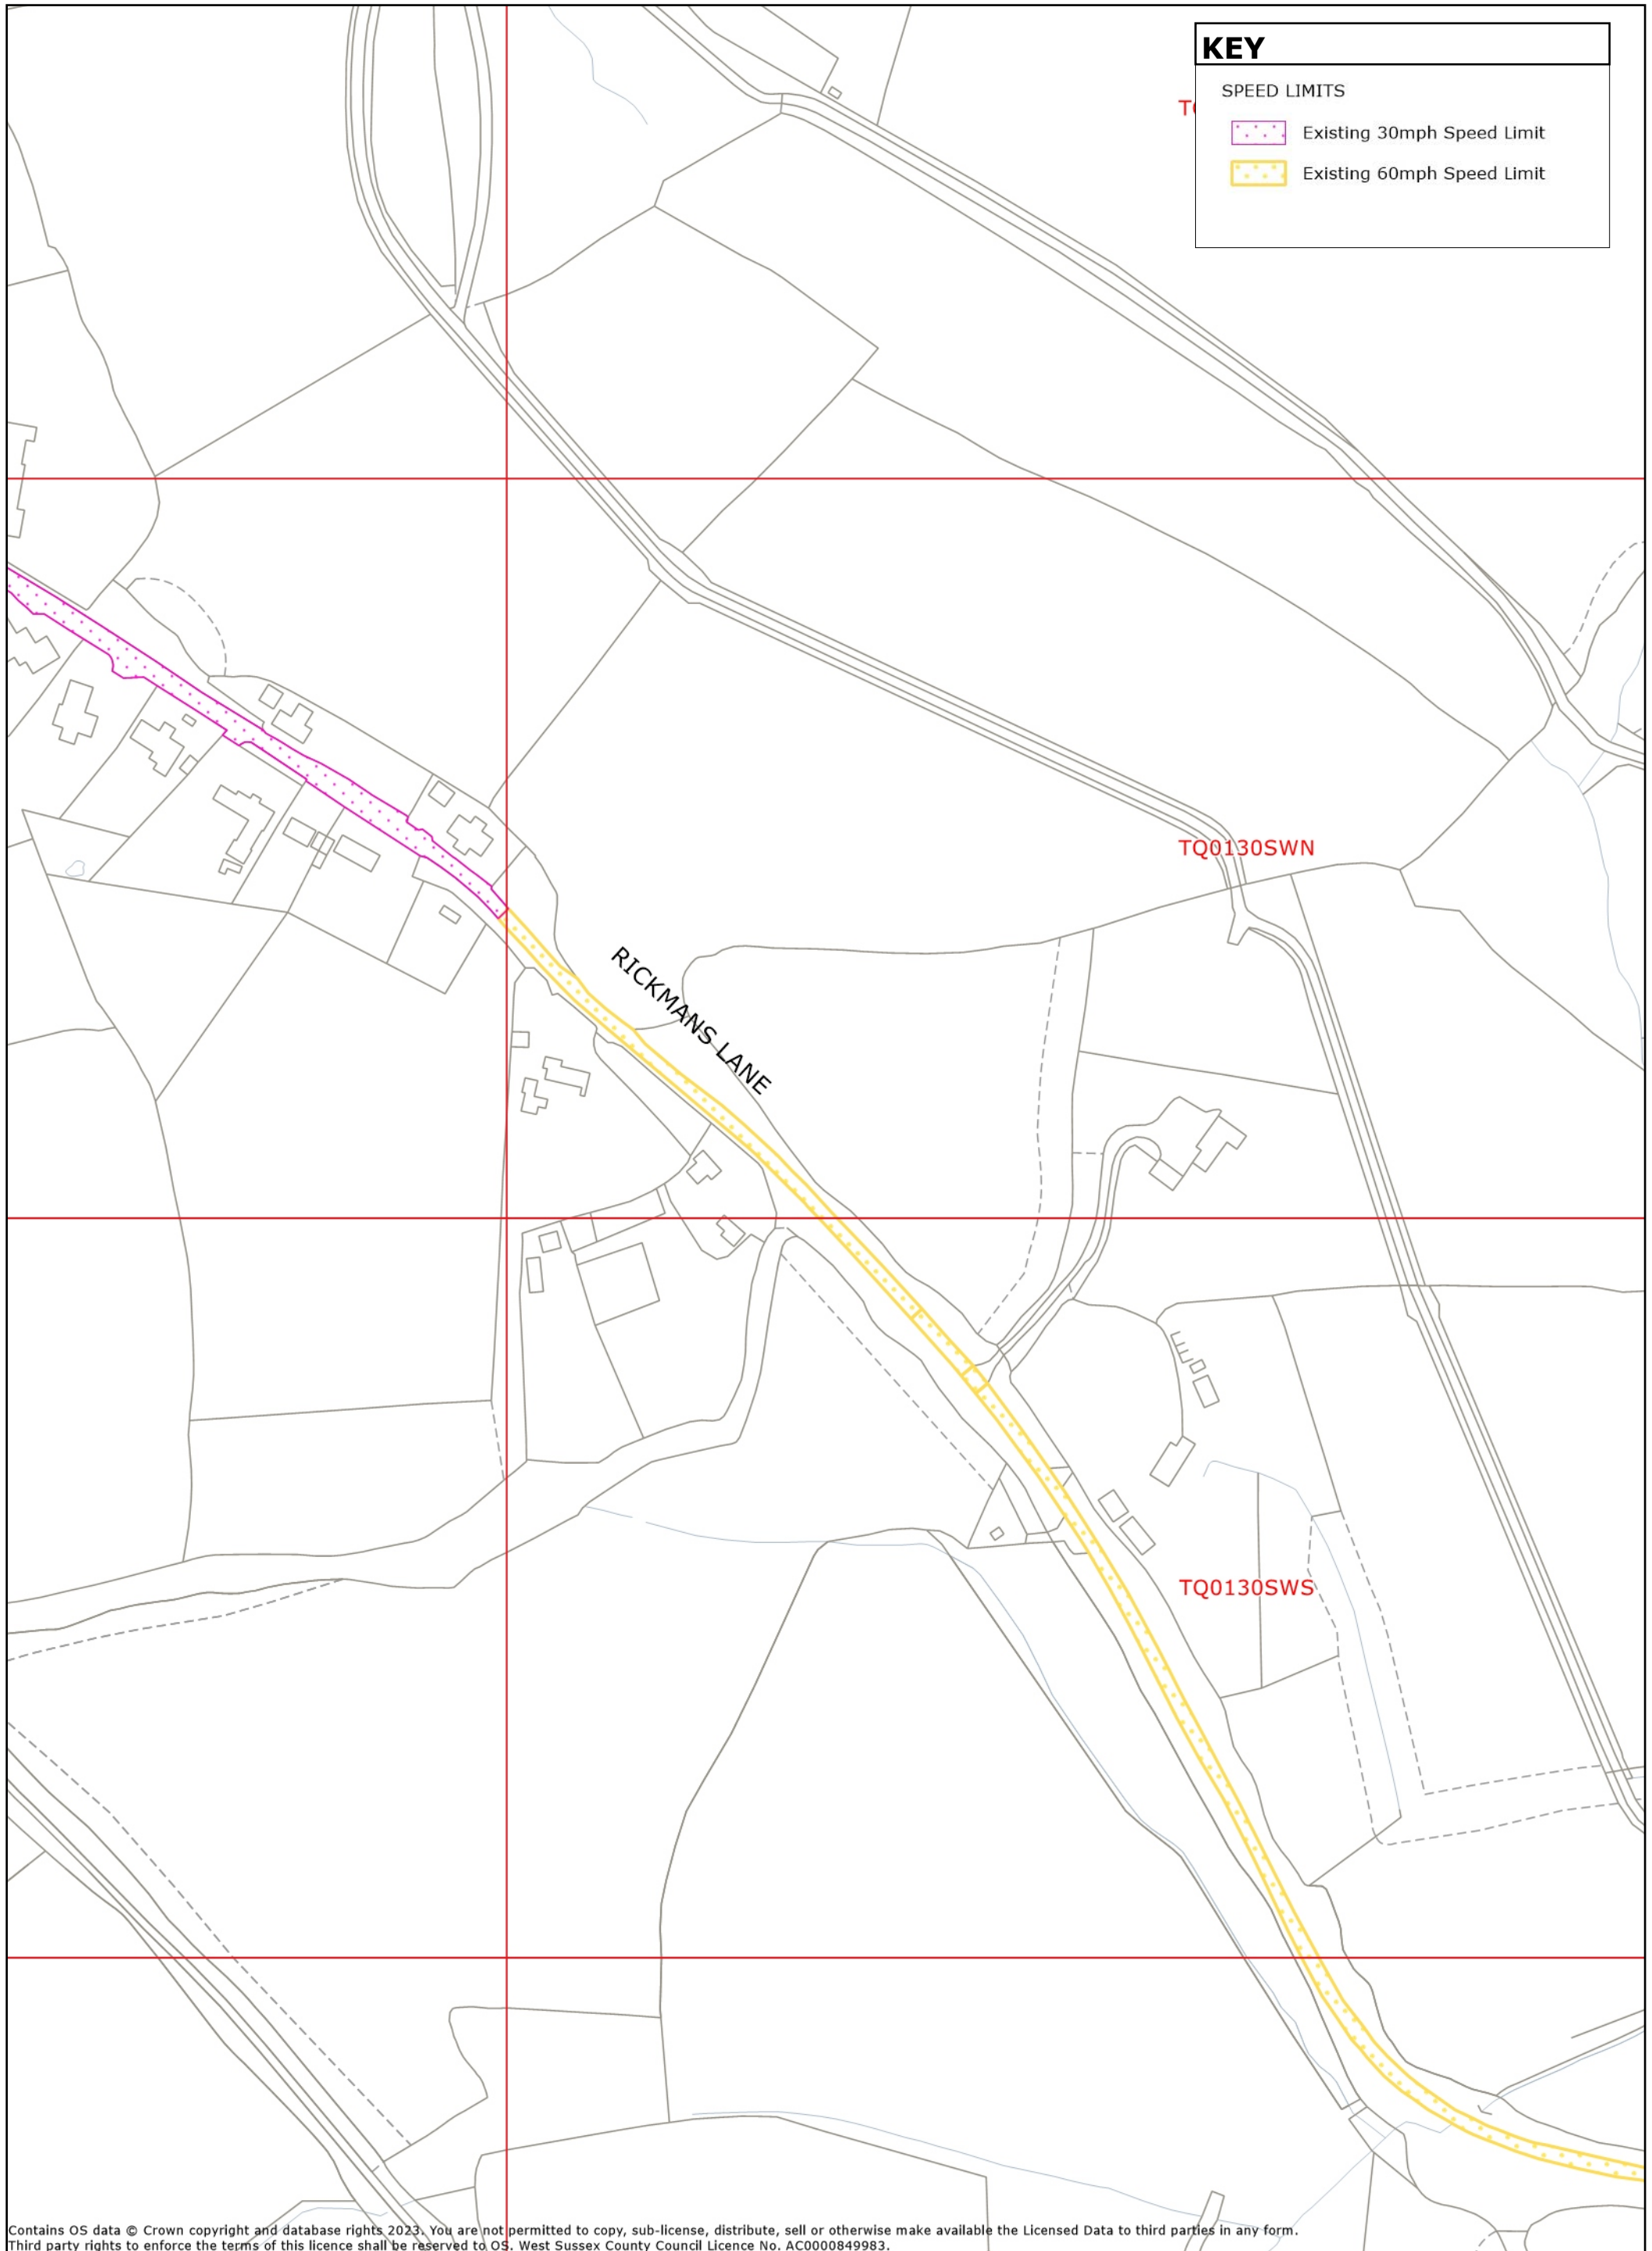 KEY
SPEED LIMITS
Existing 30mph Speed Limit
Existing 60mph Speed Limit
TQ0130SWN
RICKMANS LANE
TQ0130SWS
Contains OS data © Crown copyright and database rights 2023. You are not permitted to copy, sub-license, distribute, sell or otherwise make available the Licensed Data to third parties in any form.
Third party rights to enforce the terms of this licence shall be reserved to OS. West Sussex County Council Licence No. AC0000849983.